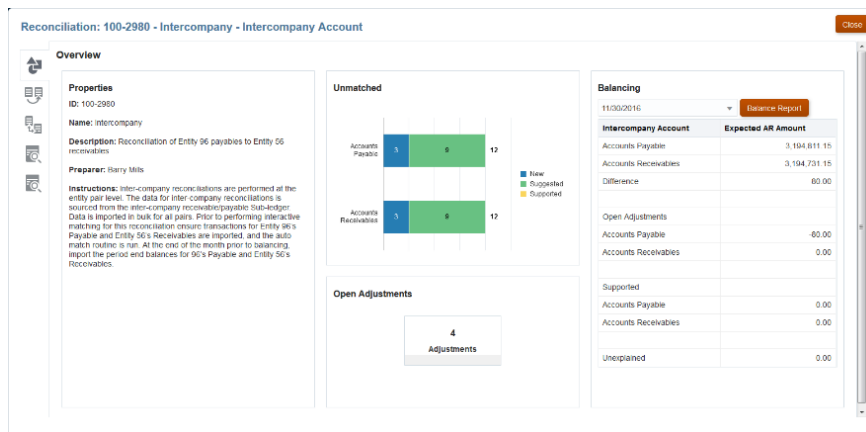 Reconciliation: 100-2980 - Intercompany - Intercompany Account
Close
Overview
Properties
ID: 100-2980
Name: Intercompany
Description: Reconciliation of Entity 96 payables to Entity 56
receivables
Preparer: Barry Mills
Instructions: Inter-company reconciliations are performed at the
entity pair level. The data for inter-company reconciliations is
sourced from the inter-company receivable/payable Sub-ledger.
Data is imported in bulk for all pairs. Prior to performing interactive
matching for this reconciliation ensure transactions for Entity 96's
Payable and Entity 56's Receivables are imported, and the auto
match routine is run. At the end of the month prior to balancing,
import the period end balances for 96's Payable and Entity 56's
Receivables.
Unmatched
Accounts
Payable
3
9
12
Accounts
Receivables
3
9
12
New
Suggested
Supported
Open Adjustments
4
Adjustments
Balancing
11/30/2016
Balance Report
Intercompany Account Expected AR Amount
Accounts Payable 3,194,811.15
Accounts Receivables 3,194,731.15
Difference 80.00
Open Adjustments
Accounts Payable -80.00
Accounts Receivables 0.00
Supported
Accounts Payable 0.00
Accounts Receivables 0.00
Unexplained 0.00